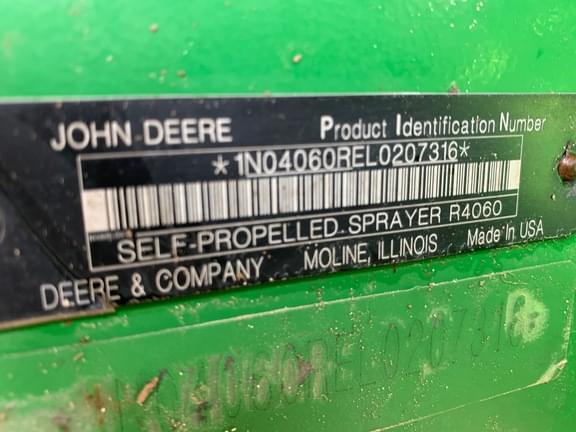 JOHN DEERE Product Identification Number
*1N04060REL0207316*
SELF-PROPELLED SPRAYER R4060
DEERE & COMPANY MOLINE, ILLINOIS Made In USA